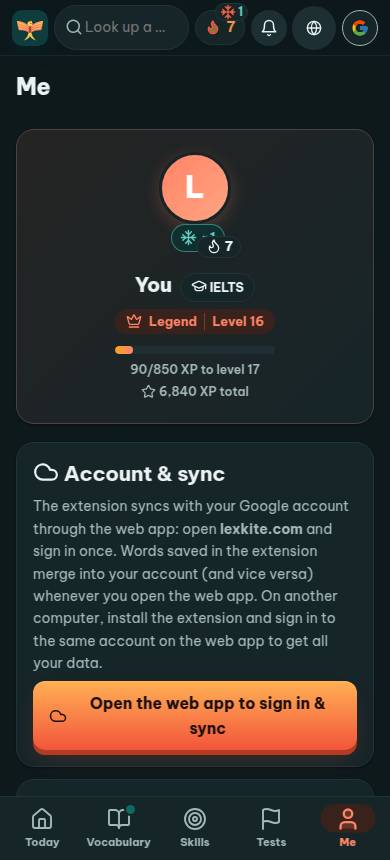 Look up a ...
1
7
Me
L
7
You
IELTS
Legend
Level 16
90/850 XP to level 17
6,840 XP total
Account & sync
The extension syncs with your Google account
through the web app: open lexkite.com and
sign in once. Words saved in the extension
merge into your account (and vice versa)
whenever you open the web app. On another
computer, install the extension and sign in to
the same account on the web app to get all
your data.
Open the web app to sign in &
sync
Today
Vocabulary
Skills
Tests
Me